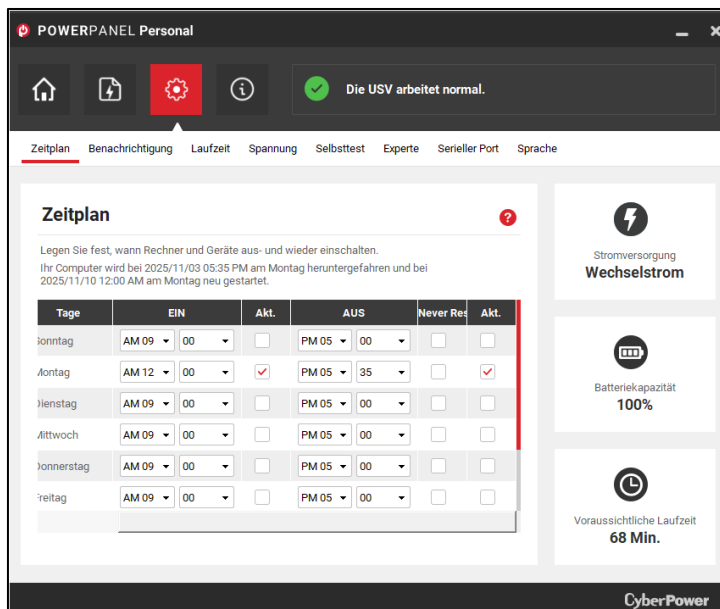 POWERPANEL Personal
Die USV arbeitet normal.
Zeitplan Benachrichtigung Laufzeit Spannung Selbsttest Experte Serieller Port Sprache
Zeitplan
?
Legen Sie fest, wann Rechner und Geräte aus- und wieder einschalten.
Ihr Computer wird bei 2025/11/03 05:35 PM am Montag heruntergefahren und bei
2025/11/10 12:00 AM am Montag neu gestartet.
Tage EIN Akt. AUS Never Res Akt.
Sonntag AM 09 00 PM 05 00
Montag AM 12 00 PM 05 35
Dienstag AM 09 00 PM 05 00
Mittwoch AM 09 00 PM 05 00
Donnerstag AM 09 00 PM 05 00
Freitag AM 09 00 PM 05 00
Stromversorgung
Wechselstrom
Batteriekapazität
100%
Voraussichtliche Laufzeit
68 Min.
CyberPower